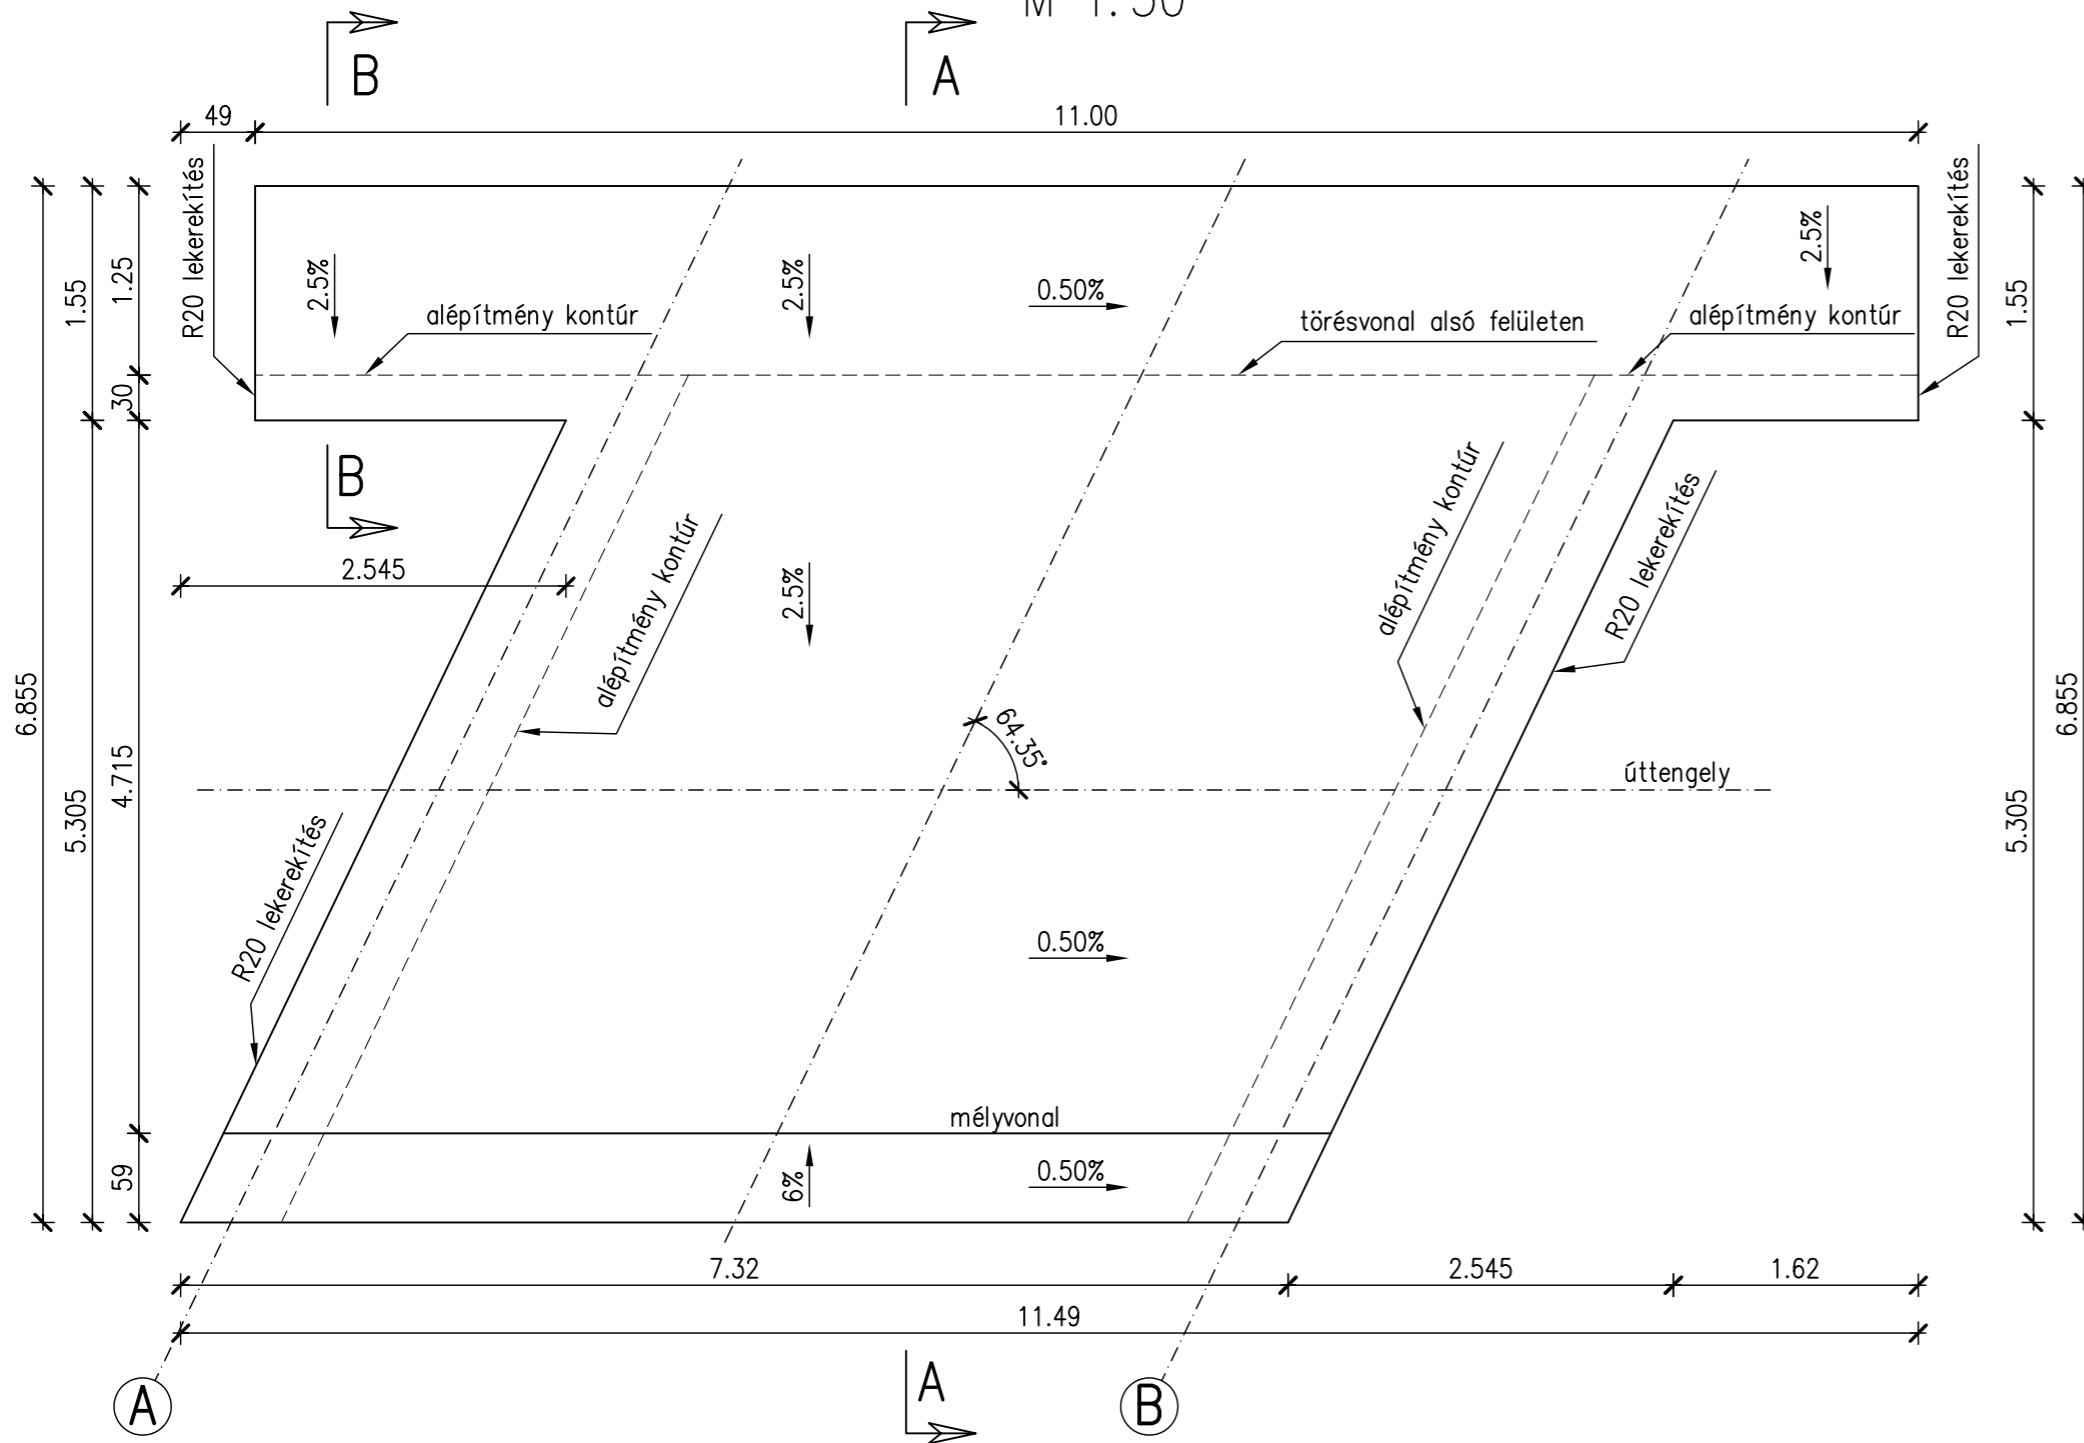 M 1:50
B
A
49
11.00
R20 lekerekítés
R20 lekerekítés
2.5%
2.5%
2.5%
0.50%
alépítmény kontúr
törésvonal alsó felületen
alépítmény kontúr
1.55
1.25
30
1.55
B
2.545
alépítmény kontúr
2.5%
alépítmény kontúr
R20 lekerekítés
6.855
5.305
4.715
64.35°
úttengely
6.855
5.305
R20 lekerekítés
0.50%
mélyvonal
59
6%
0.50%
7.32
2.545
1.62
11.49
A
A
B